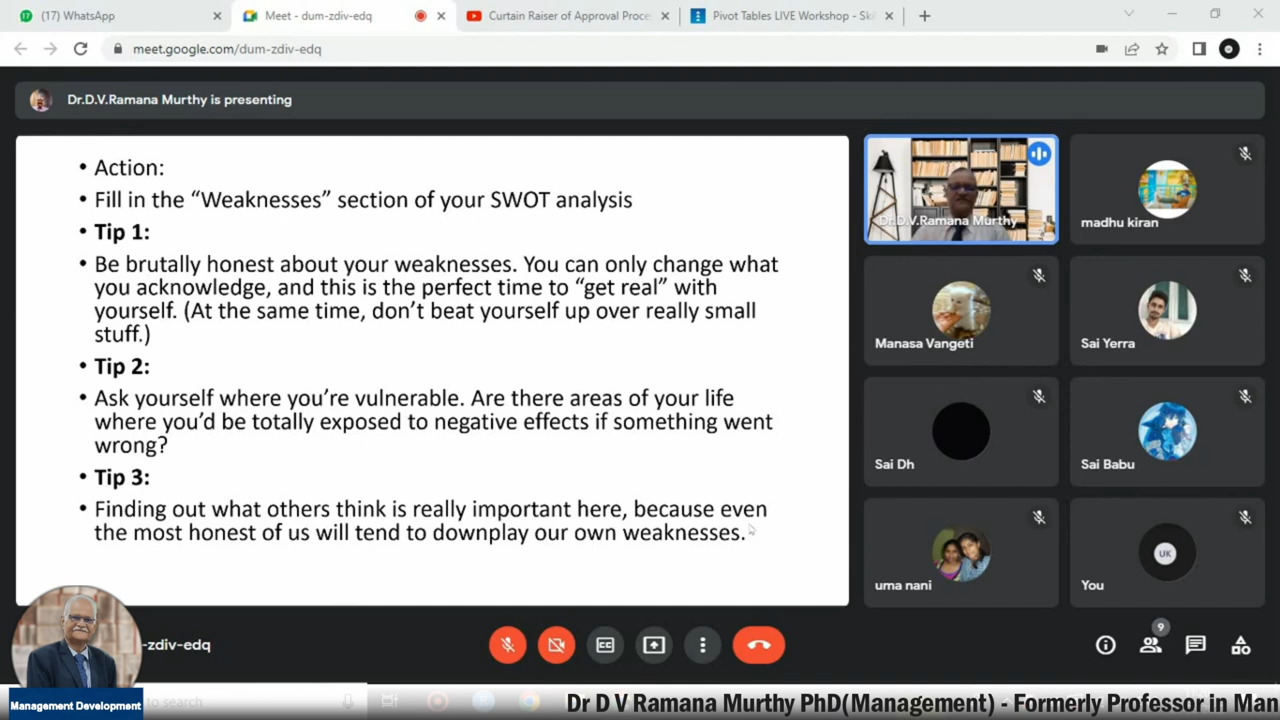 (17) WhatsApp
Meet - dum-zdiv-edq
Curtain Raiser of Approval Proce
Pivot Tables LIVE Workshop - Ski
meet.google.com/dum-zdiv-edq
Dr.D.V.Ramana Murthy is presenting
• Action:
• Fill in the “Weaknesses” section of your SWOT analysis
• Tip 1:
• Be brutally honest about your weaknesses. You can only change what
you acknowledge, and this is the perfect time to “get real” with
yourself. (At the same time, don’t beat yourself up over really small
stuff.)
• Tip 2:
• Ask yourself where you’re vulnerable. Are there areas of your life
where you’d be totally exposed to negative effects if something went
wrong?
• Tip 3:
• Finding out what others think is really important here, because even
the most honest of us will tend to downplay our own weaknesses.
Dr.D.V.Ramana Murthy
madhu kiran
Manasa Vangeti
Sai Yerra
Sai Dh
Sai Babu
uma nani
UK
You
-zdiv-edq
CC
9
to search
Management Development
Dr D V Ramana Murthy PhD(Management) - Formerly Professor in Man